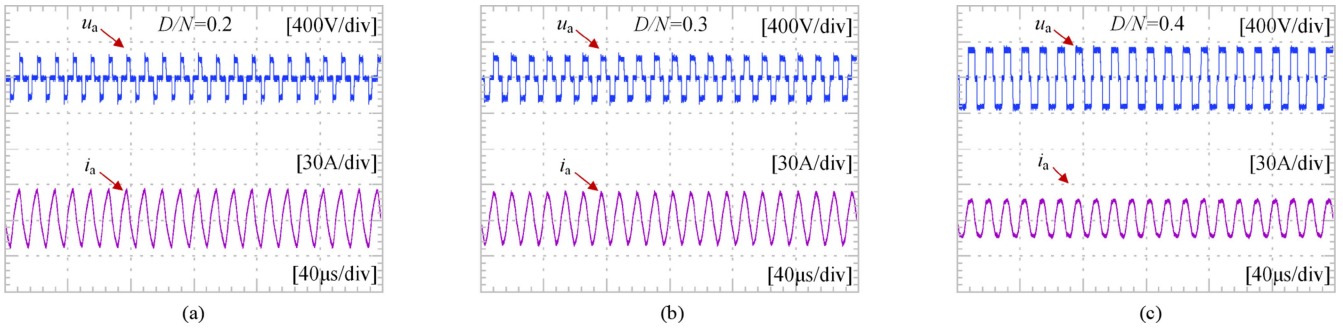 uₐ D/N=0.2 [400V/div]
iₐ [30A/div]
[40μs/div]
(a)
uₐ D/N=0.3 [400V/div]
iₐ [30A/div]
[40μs/div]
(b)
uₐ D/N=0.4 [400V/div]
iₐ [30A/div]
[40μs/div]
(c)